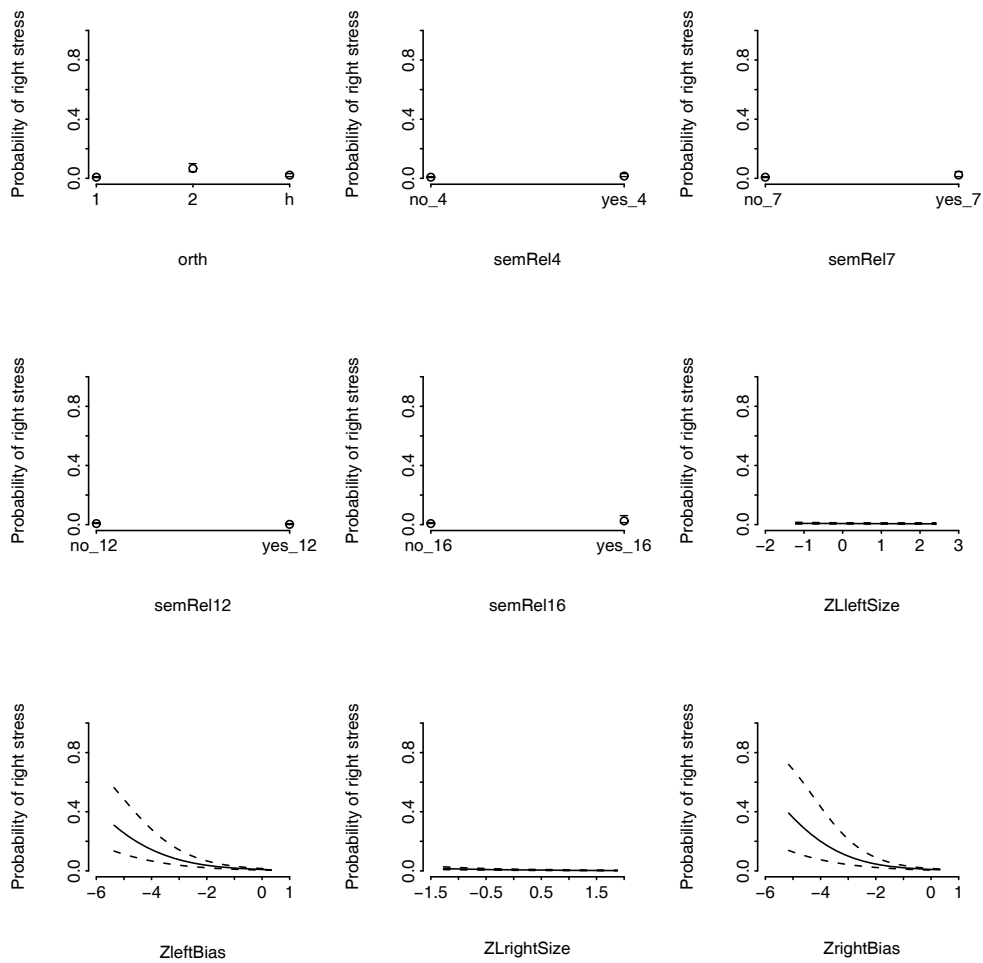 Probability of right stress
0.0 0.4 0.8
1 2 h
orth
Probability of right stress
0.0 0.4 0.8
no_4 yes_4
semRel4
Probability of right stress
0.0 0.4 0.8
no_7 yes_7
semRel7
Probability of right stress
0.0 0.4 0.8
no_12 yes_12
semRel12
Probability of right stress
0.0 0.4 0.8
no_16 yes_16
semRel16
Probability of right stress
0.0 0.4 0.8
−2 −1 0 1 2 3
ZLleftSize
Probability of right stress
0.0 0.4 0.8
−6 −4 −2 0 1
ZleftBias
Probability of right stress
0.0 0.4 0.8
−1.5 −0.5 0.5 1.5
ZLrightSize
Probability of right stress
0.0 0.4 0.8
−6 −4 −2 0 1
ZrightBias